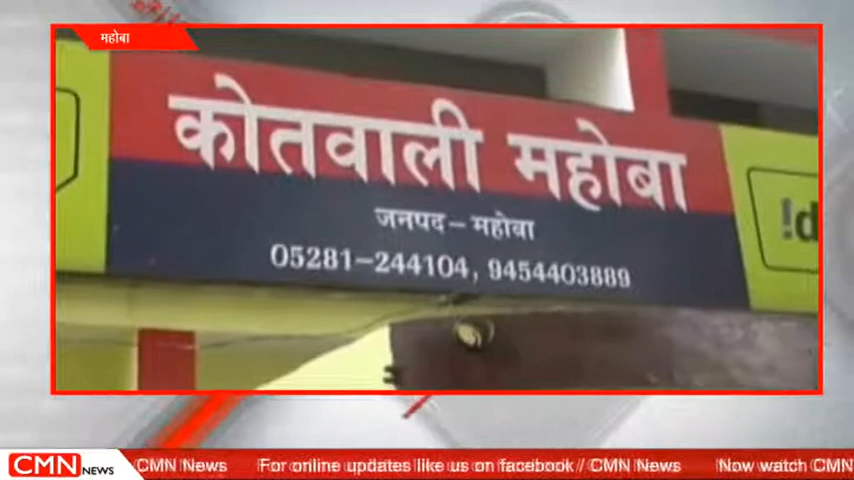 महोबा
कोतवाली महोबा
जनपद – महोबा
05281-244104, 9454403889
!d
CMN NEWS
CMN News For online updates like us on facebook // CMN News Now watch CMN